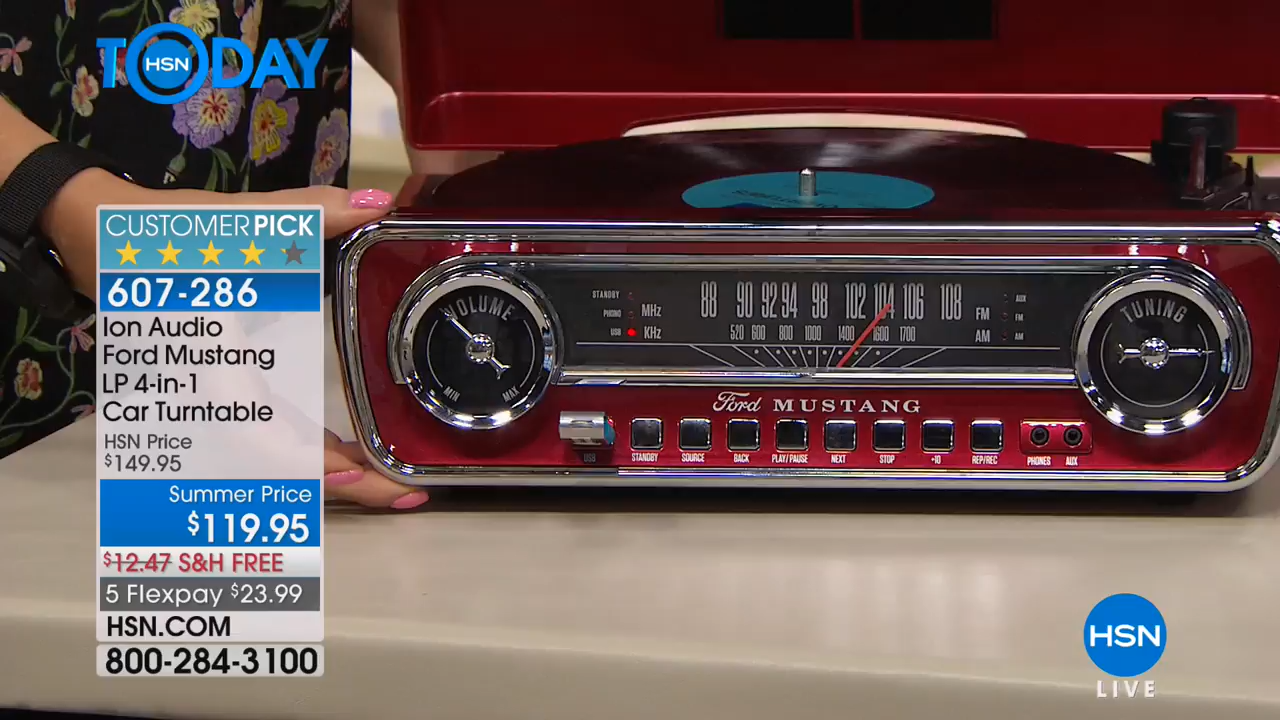 TODAY
HSN
CUSTOMER PICK
607-286
Ion Audio
Ford Mustang
LP 4-in-1
Car Turntable
HSN Price
$149.95
Summer Price
$119.95
$12.47 S&H FREE
5 Flexpay $23.99
HSN.COM
800-284-3100
VOLUME
MIN MAX
STANDBY
PHONO MHz
USB KHz
88 90 92 94 98 102 104 106 108 FM
520 600 800 1000 1400 1600 1700 AM
AUX
FM
AM
TUNING
Ford MUSTANG
USB STANDBY SOURCE BACK PLAY/PAUSE NEXT STOP +10 REP/REC PHONES AUX
HSN
LIVE